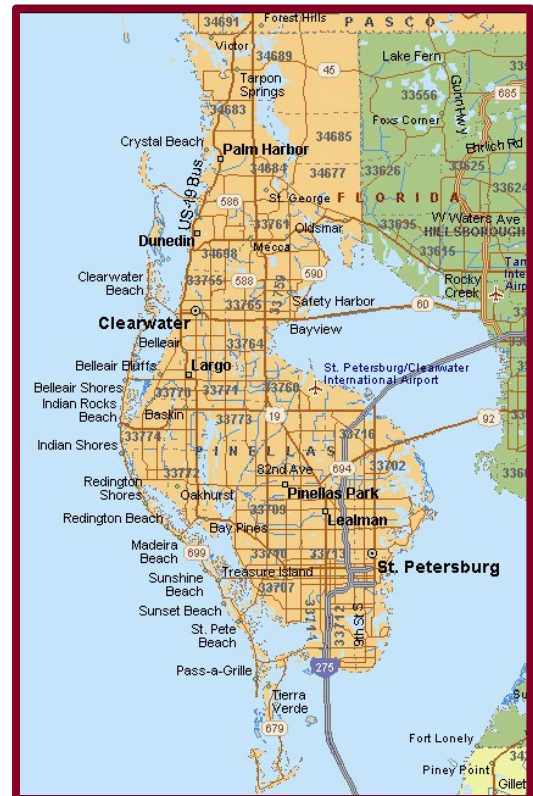 34691
Forest Hills
PASCO
Victor
34689
Lake Fern
45
Tarpon
Springs
33556
Gunn Hwy
685
34683
Foxs Corner
34685
Ehrlich Rd
Crystal Beach
Palm Harbor
33625
34684
34677
33626
33624
US-19 Bus
586
St. George
FLORIDA
33761
Oldsmar
33635
W Waters Ave
HILLSBOROUGH
Dunedin
Mecca
34698
33615
Clearwater
Beach
33755
588
33759
590
Rocky
Creek
33765
Safety Harbor
60
Clearwater
Bayview
Belleair
33764
Belleair Bluffs
Largo
St. Petersburg/Clearwater
International Airport
Belleair Shores
33770
33771
33760
Indian Rocks
Beach
Baskin
33773
19
92
33774
33716
Indian Shores
PINELLAS
33772
82nd Ave
694
33702
Redington
Shores
Oakhurst
Pinellas Park
33709
Lealman
Redington Beach
Bay Pines
Madeira
Beach
699
33710
33713
St. Petersburg
Sunshine
Beach
Treasure Island
33707
Sunset Beach
33711
33712
9th St S
St. Pete
Beach
Pass-a-Grille
275
Tierra
Verde
679
Fort Lonely
Piney Point